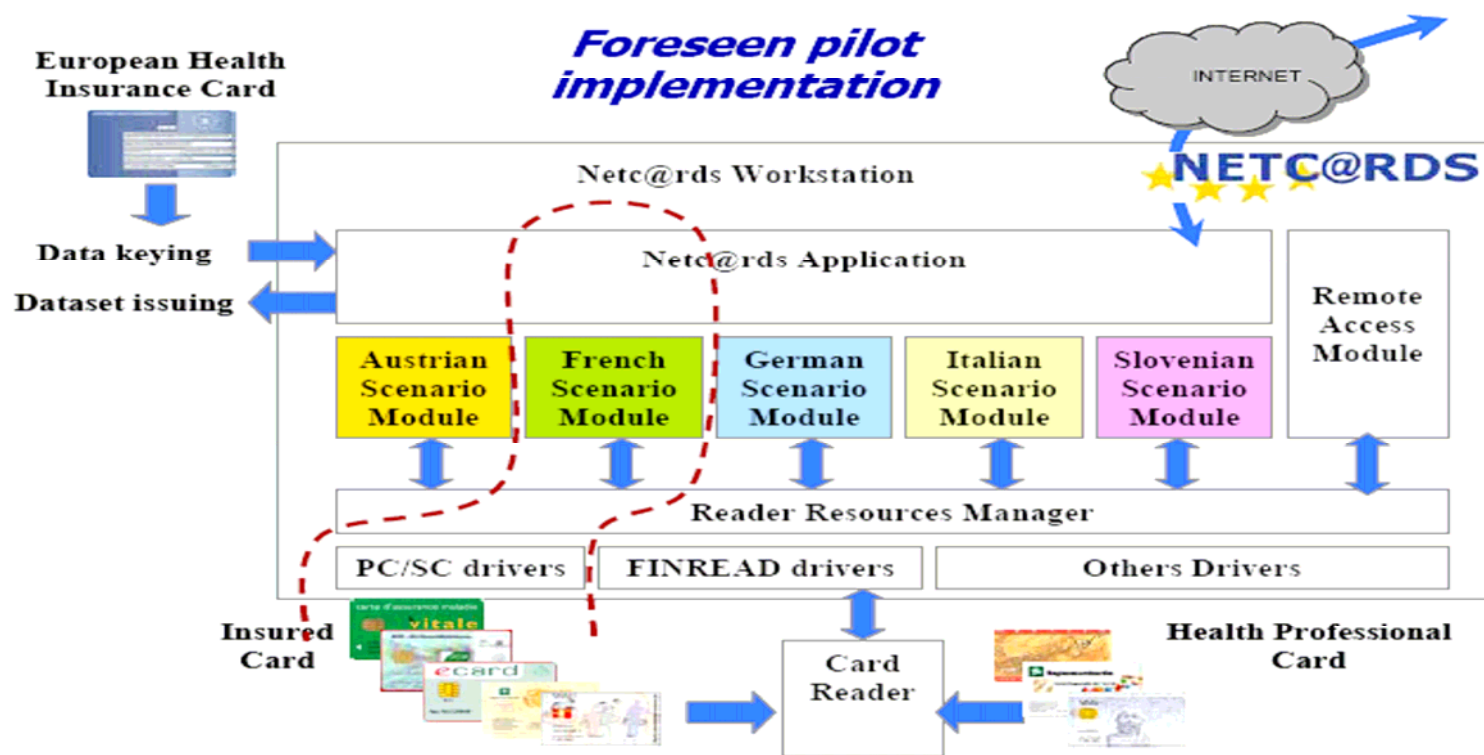 Foreseen pilot
implementation
European Health
Insurance Card
INTERNET
NETC@RDS
Netc@rds Workstation
Data keying
Dataset issuing
Netc@rds Application
Remote
Access
Module
Austrian
Scenario
Module
French
Scenario
Module
German
Scenario
Module
Italian
Scenario
Module
Slovenian
Scenario
Module
Reader Resources Manager
PC/SC drivers
FINREAD drivers
Others Drivers
Insured
Card
carte d'assurance maladie
vitale
ecard
Card
Reader
Health Professional
Card